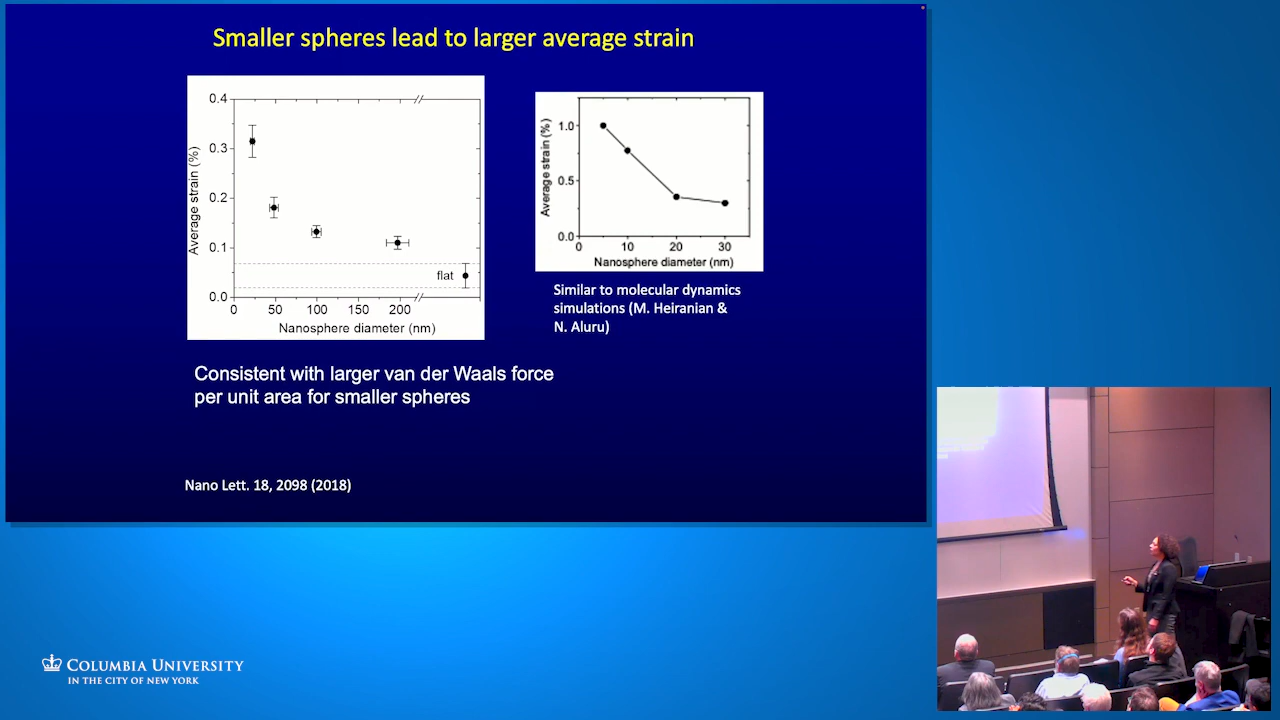 Smaller spheres lead to larger average strain
0.4
0.3
0.2
0.1
0.0
Average strain (%)
flat
0
50
100
150
200
Nanosphere diameter (nm)
1.0
0.5
0.0
Average strain (%)
0
10
20
30
Nanosphere diameter (nm)
Similar to molecular dynamics
simulations (M. Heiranian &
N. Aluru)
Consistent with larger van der Waals force
per unit area for smaller spheres
Nano Lett. 18, 2098 (2018)
COLUMBIA UNIVERSITY
IN THE CITY OF NEW YORK